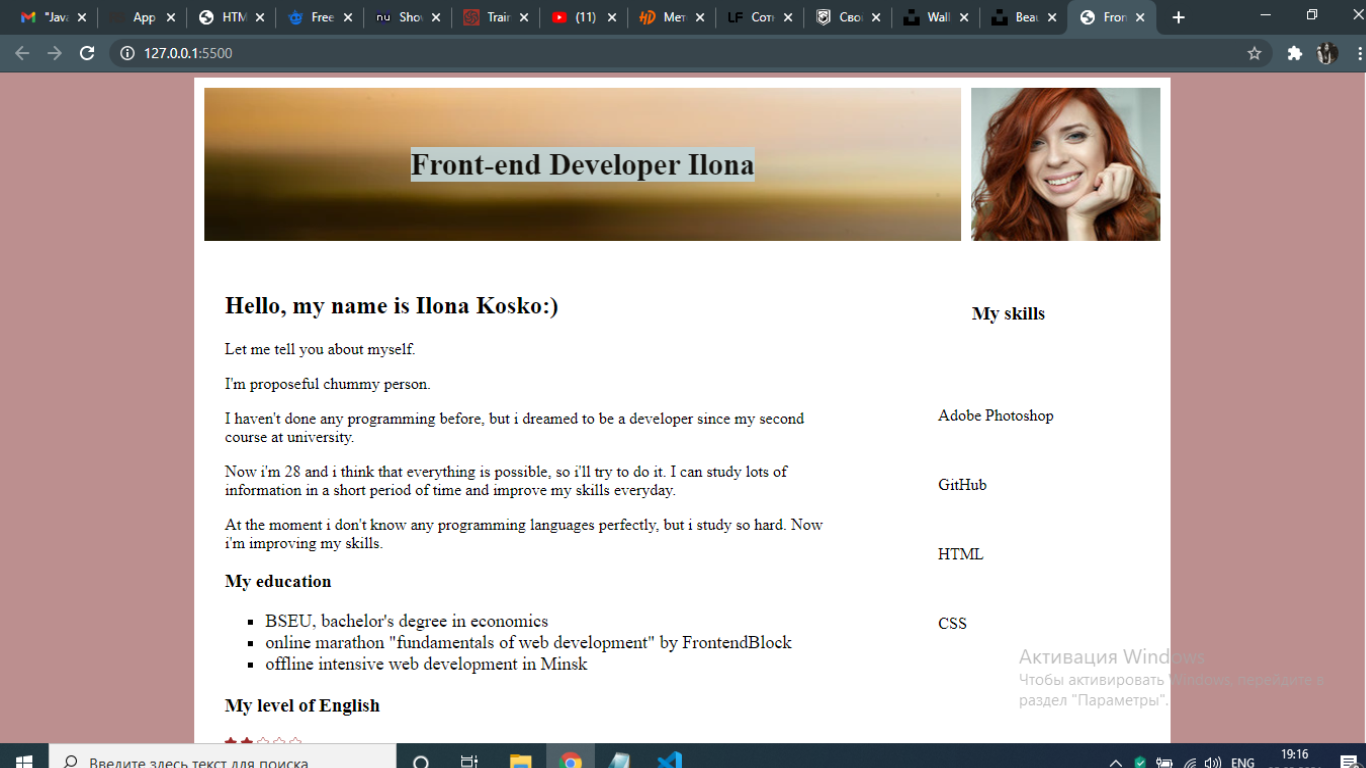 "Java
App
HTM
Free
nu Sho
Train
(11)
HD Мет
LF Сотн
Сво
Wall
Beau
Fron
127.0.0.1:5500
Front-end Developer Ilona
Hello, my name is Ilona Kosko:)
Let me tell you about myself.
I'm proposeful chummy person.
I haven't done any programming before, but i dreamed to be a developer since my second
course at university.
Now i'm 28 and i think that everything is possible, so i'll try to do it. I can study lots of
information in a short period of time and improve my skills everyday.
At the moment i don't know any programming languages perfectly, but i study so hard. Now
i'm improving my skills.
My education
BSEU, bachelor's degree in economics
online marathon "fundamentals of web development" by FrontendBlock
offline intensive web development in Minsk
My level of English
My skills
Adobe Photoshop
GitHub
HTML
CSS
Активация Windows
Чтобы активировать Windows, перейдите в
раздел "Параметры".
Введите здесь текст для поиска
ENG
19:16